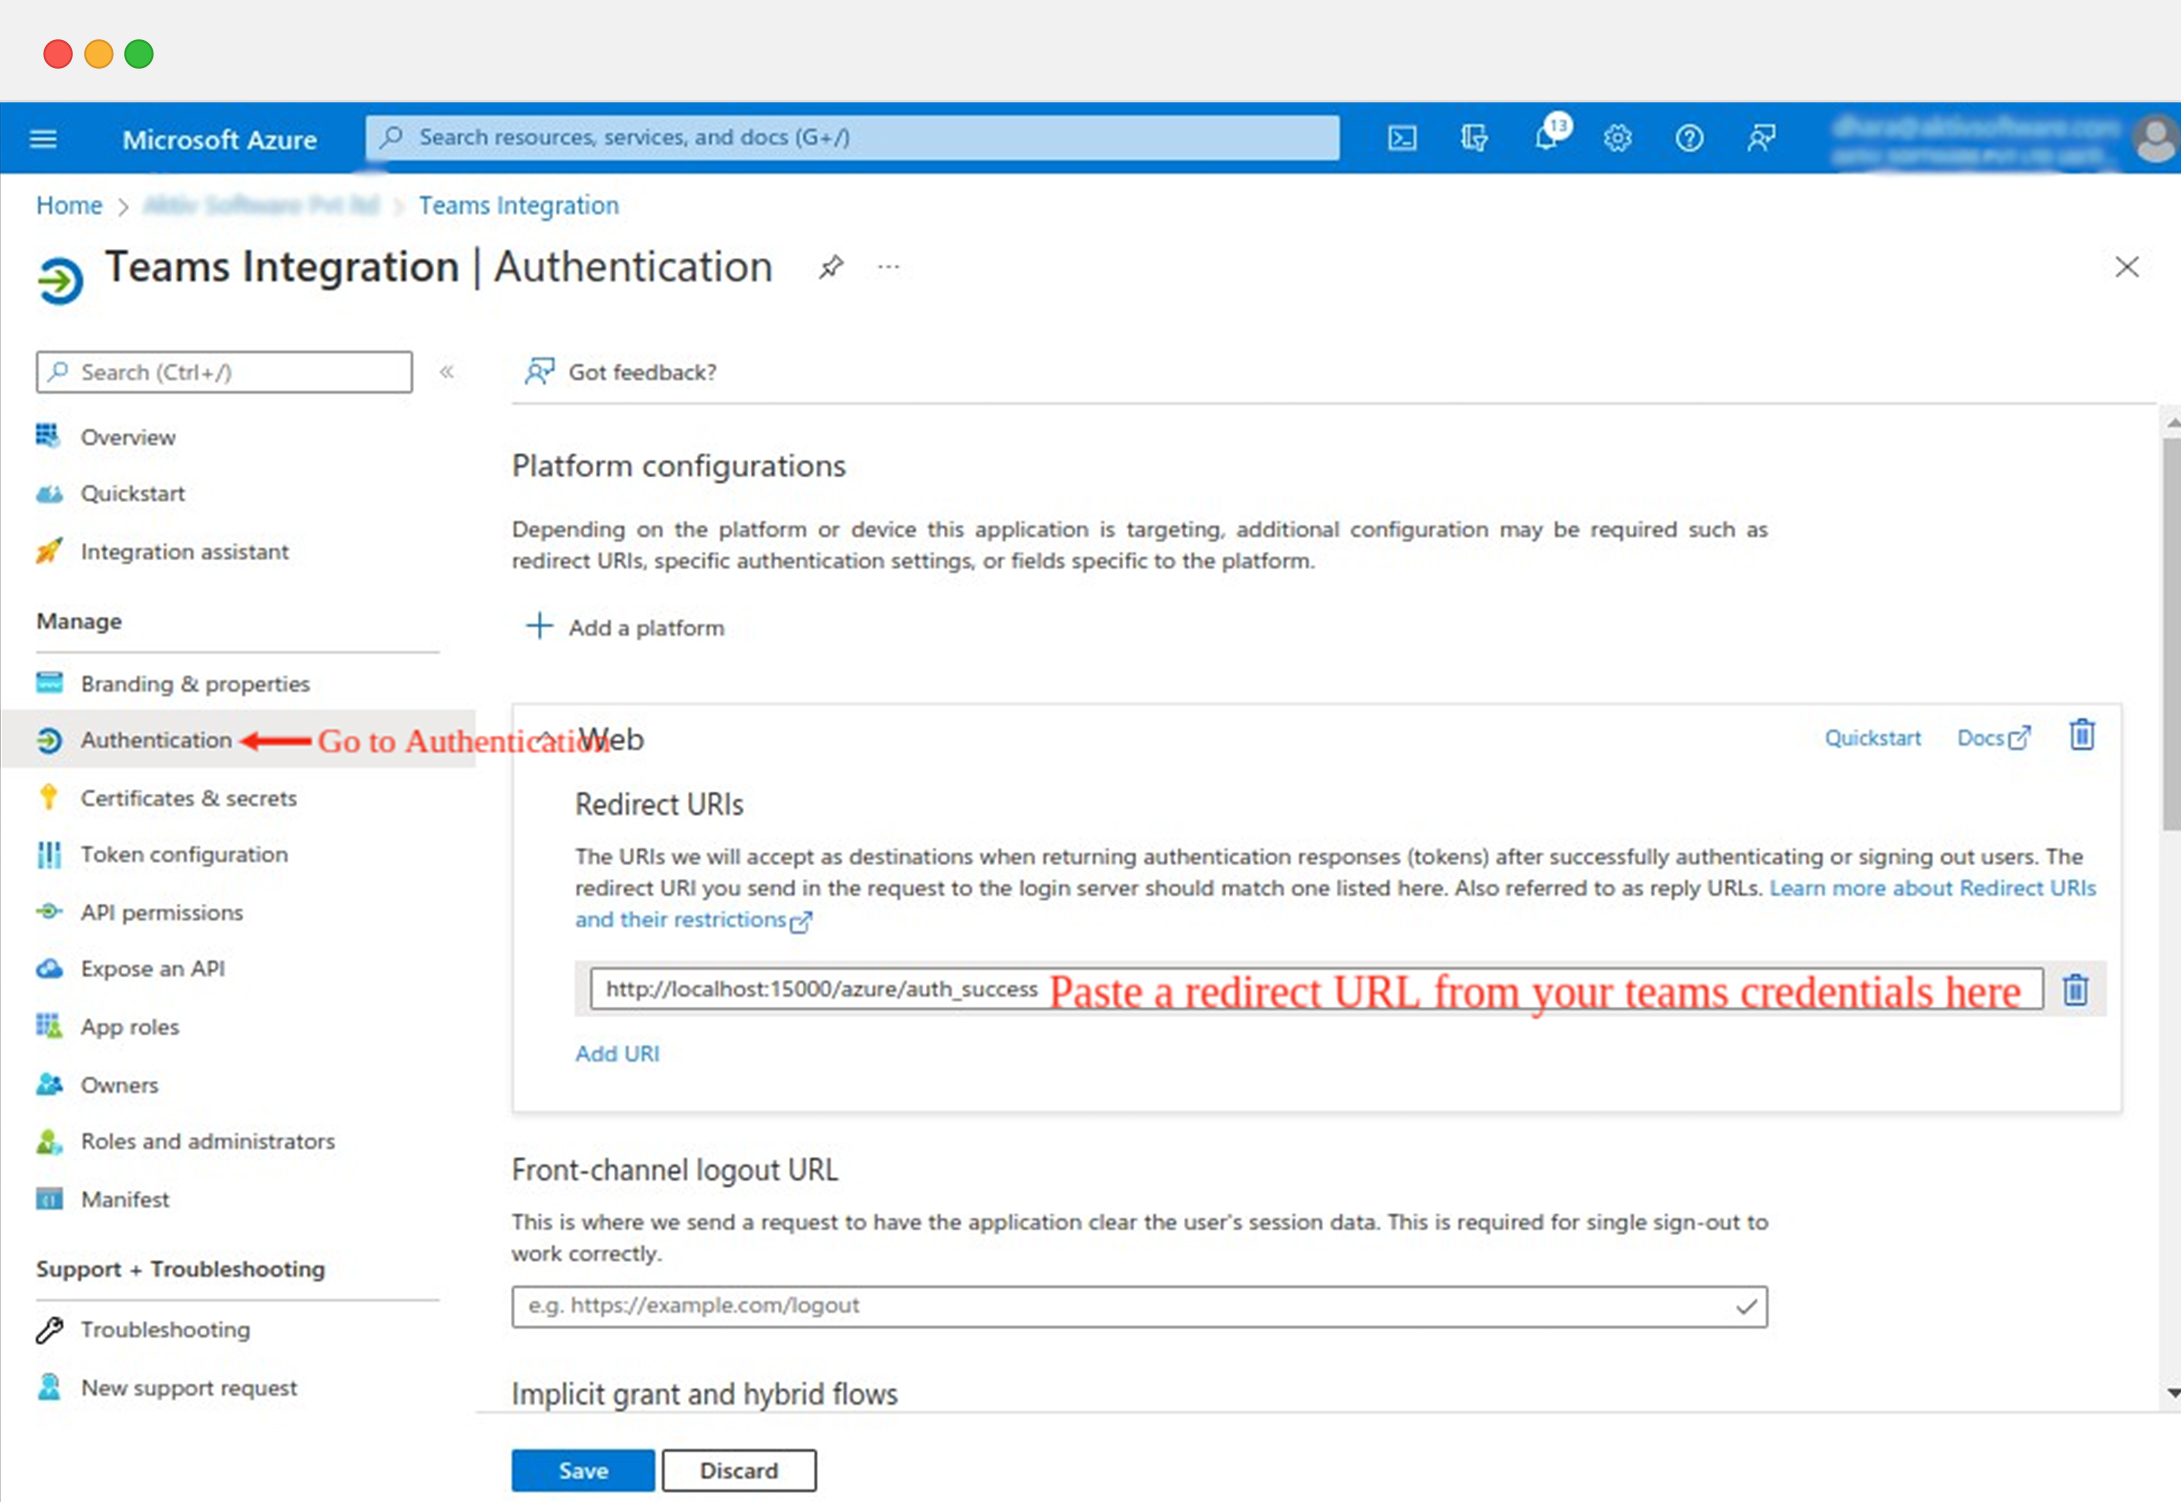 Microsoft Azure
Search resources, services, and docs (G+/)
13
Home > Teams Integration
Teams Integration | Authentication
...
Search (Ctrl+/)
«
Got feedback?
Overview
Quickstart
Integration assistant
Manage
Branding & properties
Authentication
Go to Authentication
Certificates & secrets
Token configuration
API permissions
Expose an API
App roles
Owners
Roles and administrators
Manifest
Support + Troubleshooting
Troubleshooting
New support request
Platform configurations
Depending on the platform or device this application is targeting, additional configuration may be required such as
redirect URIs, specific authentication settings, or fields specific to the platform.
Add a platform
Web
Quickstart
Docs
Redirect URIs
The URIs we will accept as destinations when returning authentication responses (tokens) after successfully authenticating or signing out users. The
redirect URI you send in the request to the login server should match one listed here. Also referred to as reply URLs. Learn more about Redirect URIs
and their restrictions
http://localhost:15000/azure/auth_success
Paste a redirect URL from your teams credentials here
Add URI
Front-channel logout URL
This is where we send a request to have the application clear the user's session data. This is required for single sign-out to
work correctly.
e.g. https://example.com/logout
Implicit grant and hybrid flows
Save
Discard